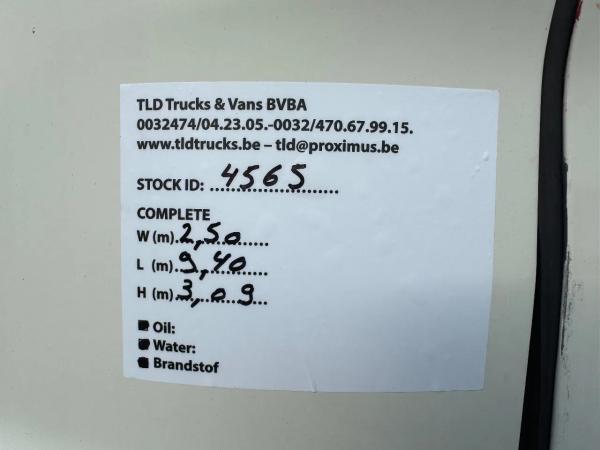 TLD Trucks & Vans BVBA
0032474/04.23.05.-0032/470.67.99.15.
www.tldtrucks.be – tld@proximus.be
STOCK ID: 4565
COMPLETE
W (m). 2,50
L (m). 9,40
H (m). 3,09
Oil:
Water:
Brandstof